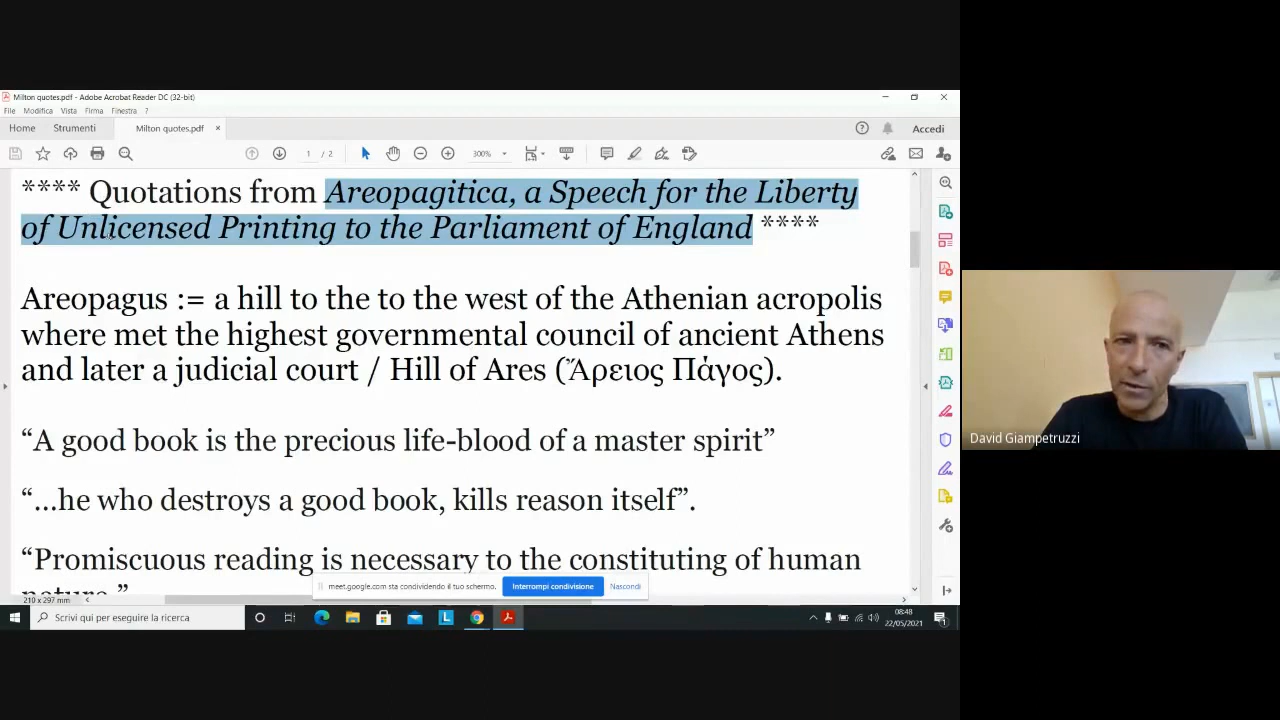 Milton quotes.pdf - Adobe Acrobat Reader DC (32-bit)
File Modifica Vista Firma Finestra ?
Home Strumenti Milton quotes.pdf × Accedi
1 / 2 300%
**** Quotations from Areopagitica, a Speech for the Liberty
of Unlicensed Printing to the Parliament of England ****
Areopagus := a hill to the to the west of the Athenian acropolis
where met the highest governmental council of ancient Athens
and later a judicial court / Hill of Ares (Ἄρειος Πάγος).
“A good book is the precious life-blood of a master spirit”
“…he who destroys a good book, kills reason itself”.
“Promiscuous reading is necessary to the constituting of human
nature.”
meet.google.com sta condividendo il tuo schermo. Interrompi condivisione Nascondi
210 x 297 mm
Scrivi qui per eseguire la ricerca
08:48
22/05/2021
David Giampetruzzi